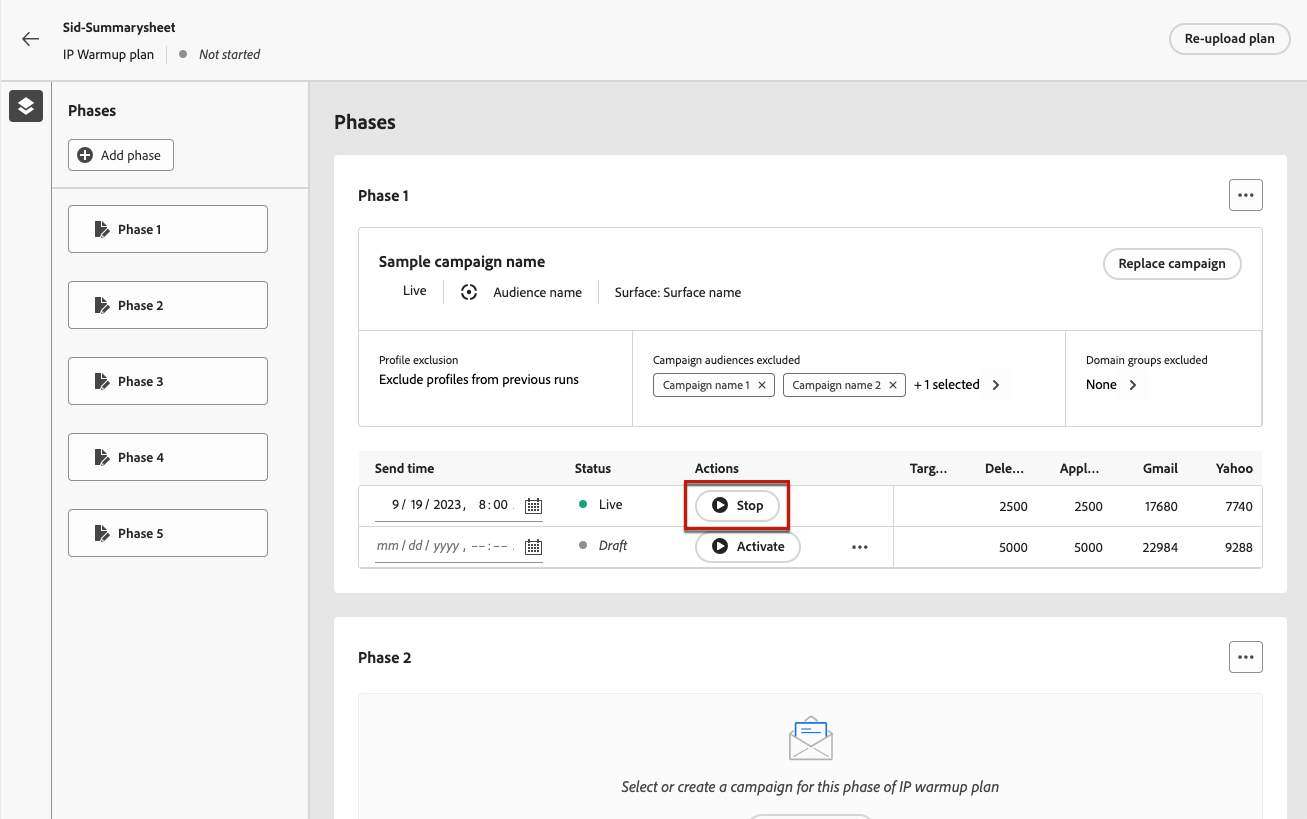 Sid-Summarysheet
IP Warmup plan
Not started
Re-upload plan
Phases
Add phase
Phase 1
Phase 2
Phase 3
Phase 4
Phase 5
Phases
Phase 1
Sample campaign name
Replace campaign
Live
Audience name
Surface: Surface name
Profile exclusion
Exclude profiles from previous runs
Campaign audiences excluded
Campaign name 1
Campaign name 2
+ 1 selected
Domain groups excluded
None
Send time Status Actions Targ... Dele... Appl... Gmail Yahoo
9/ 19/ 2023, 8:00 Live Stop 2500 2500 17680 7740
mm/ dd/ yyyy, --:-- Draft Activate 5000 5000 22984 9288
Phase 2
Select or create a campaign for this phase of IP warmup plan